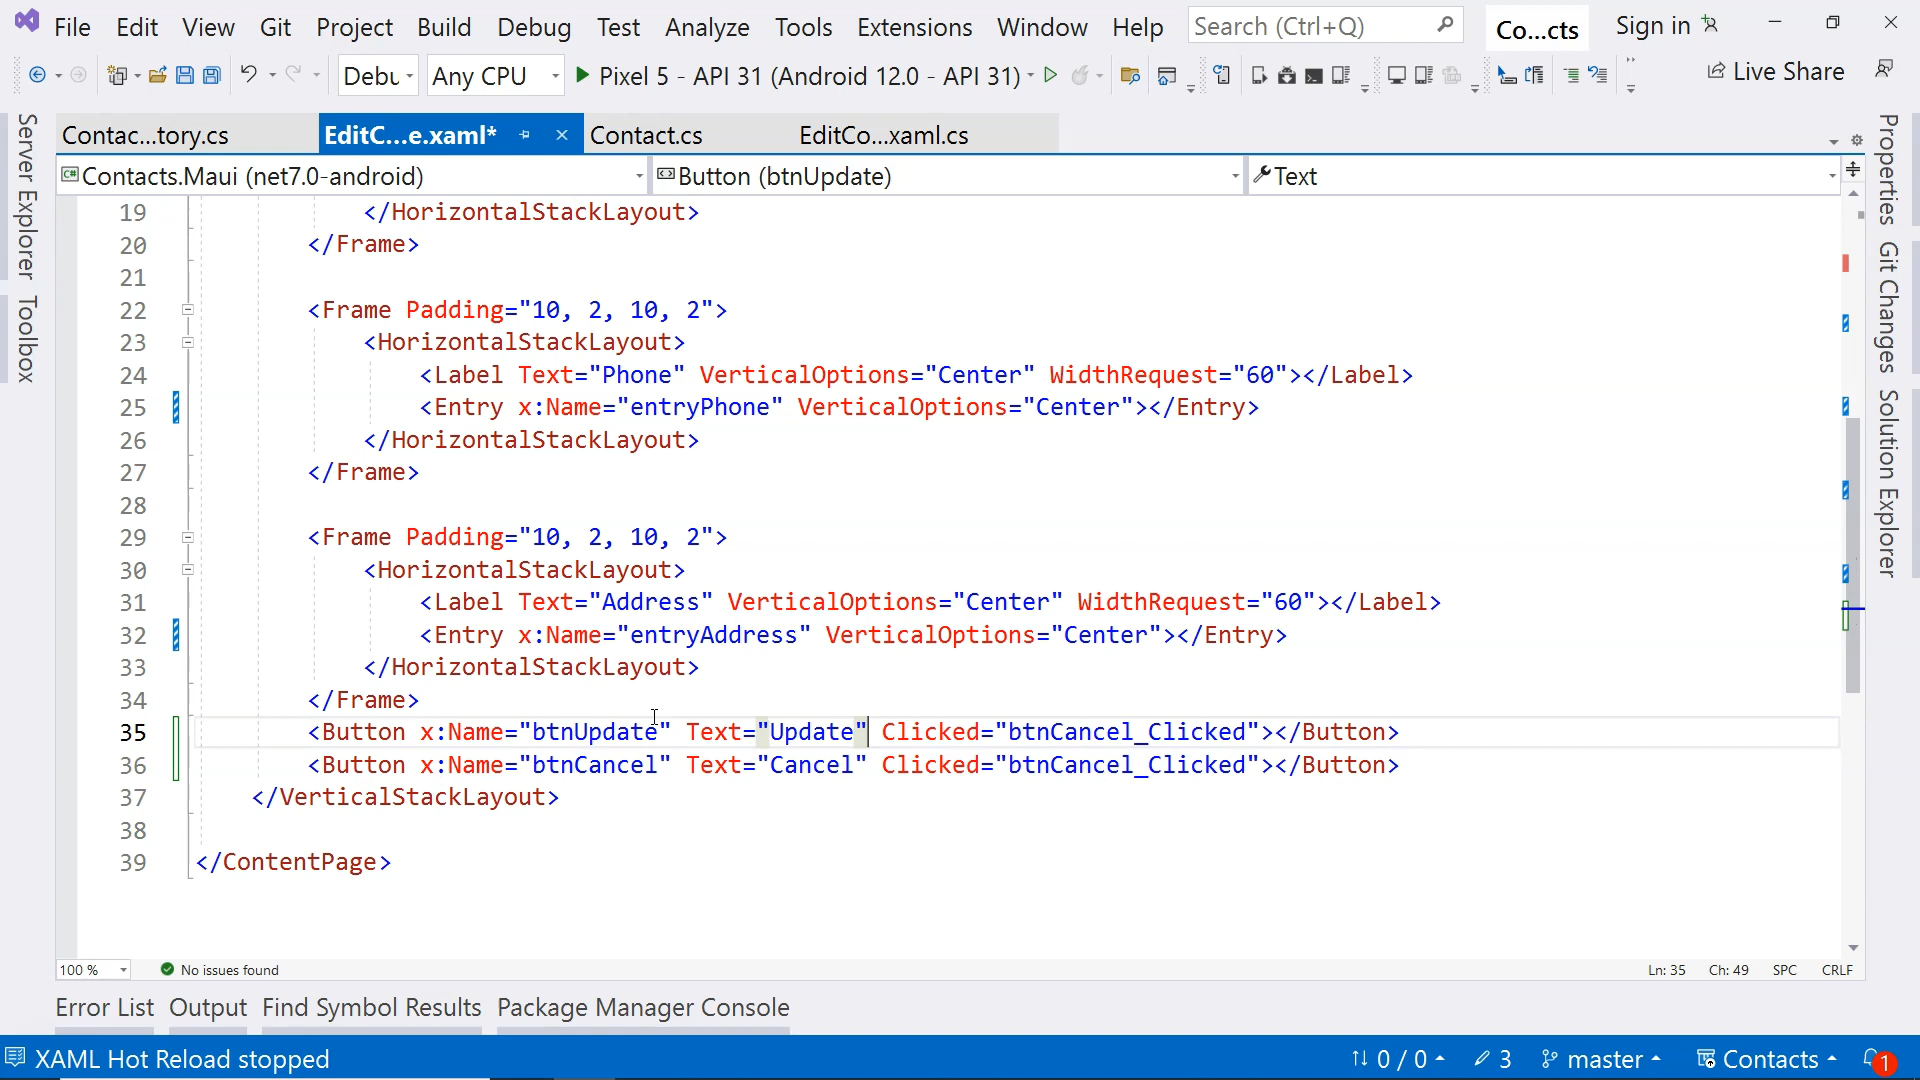 File Edit View Git Project Build Debug Test Analyze Tools Extensions Window Help Search (Ctrl+Q) Co...cts Sign in
Debu Any CPU Pixel 5 - API 31 (Android 12.0 - API 31) Live Share
Contac...tory.cs EditC...e.xaml* Contact.cs EditCo...xaml.cs
Contacts.Maui (net7.0-android) Button (btnUpdate) Text
Server Explorer
Toolbox
19 </HorizontalStackLayout>
20 </Frame>
21
22 <Frame Padding="10, 2, 10, 2">
23 <HorizontalStackLayout>
24 <Label Text="Phone" VerticalOptions="Center" WidthRequest="60"></Label>
25 <Entry x:Name="entryPhone" VerticalOptions="Center"></Entry>
26 </HorizontalStackLayout>
27 </Frame>
28
29 <Frame Padding="10, 2, 10, 2">
30 <HorizontalStackLayout>
31 <Label Text="Address" VerticalOptions="Center" WidthRequest="60"></Label>
32 <Entry x:Name="entryAddress" VerticalOptions="Center"></Entry>
33 </HorizontalStackLayout>
34 </Frame>
35 <Button x:Name="btnUpdate" Text="Update" Clicked="btnCancel_Clicked"></Button>
36 <Button x:Name="btnCancel" Text="Cancel" Clicked="btnCancel_Clicked"></Button>
37 </VerticalStackLayout>
38
39 </ContentPage>
Properties
Git Changes
Solution Explorer
100 % No issues found Ln: 35 Ch: 49 SPC CRLF
Error List Output Find Symbol Results Package Manager Console
XAML Hot Reload stopped 0 / 0 3 master Contacts 1